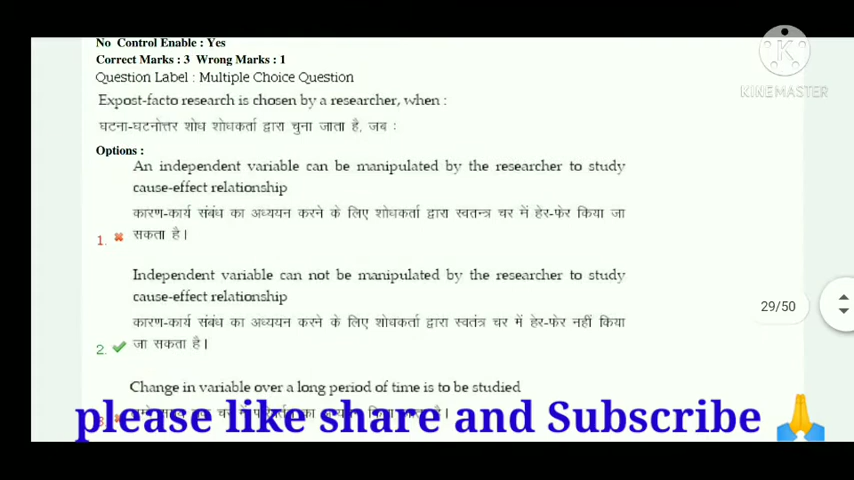 No Control Enable : Yes
Correct Marks : 3 Wrong Marks : 1
Question Label : Multiple Choice Question
Expost-facto research is chosen by a researcher, when :
घटना-घटनोत्तर शोध शोधकर्ता द्वारा चुना जाता है, जब :
Options :
An independent variable can be manipulated by the researcher to study
cause-effect relationship
कारण-कार्य संबंध का अध्ययन करने के लिए शोधकर्ता द्वारा स्वतन्त्र चर में हेर-फेर किया जा
1. सकता है।
Independent variable can not be manipulated by the researcher to study
cause-effect relationship
कारण-कार्य संबंध का अध्ययन करने के लिए शोधकर्ता द्वारा स्वतंत्र चर में हेर-फेर नहीं किया
2. जा सकता है।
Change in variable over a long period of time is to be studied
please like share and Subscribe 🙏
29/50
KINEMASTER